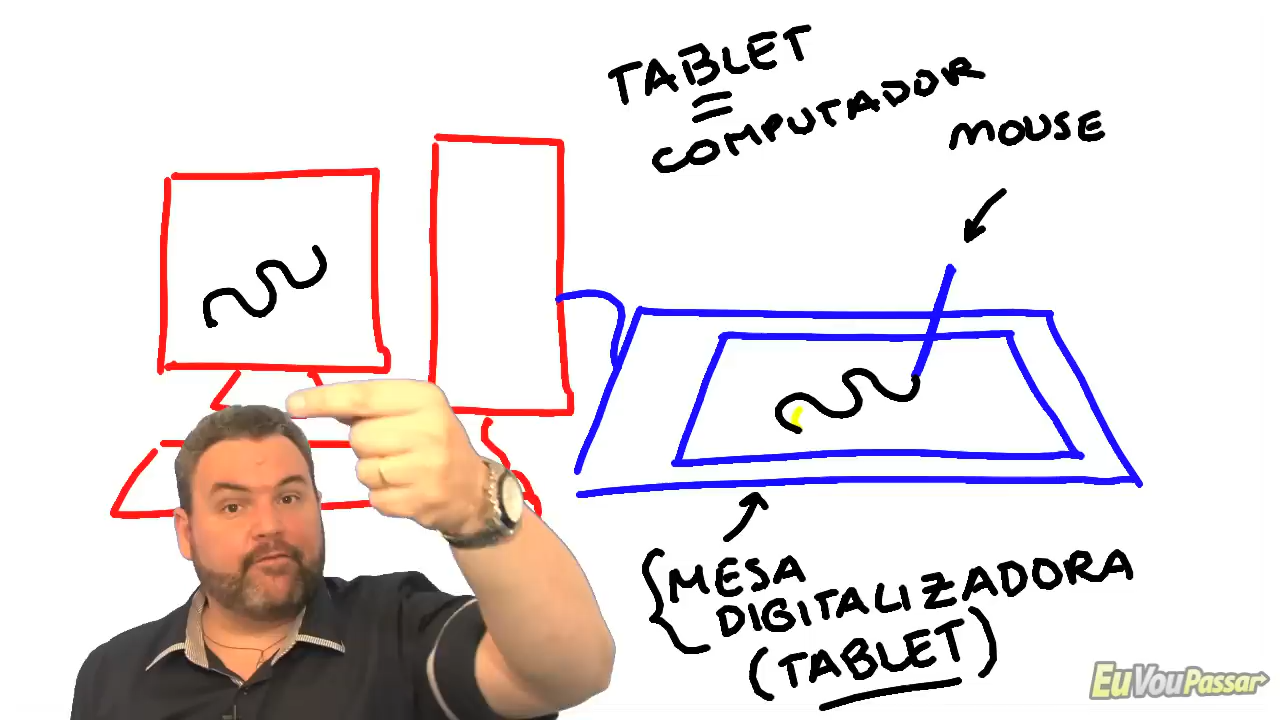 TABLET
=
COMPUTADOR
MOUSE
MESA
DIGITALIZADORA
(TABLET)
EuVouPassar